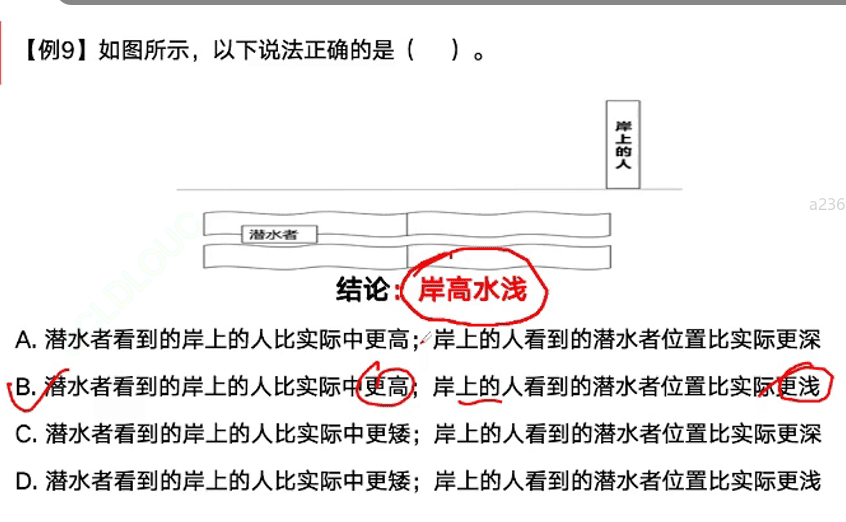 【例9】如图所示，以下说法正确的是（ ）。
岸上的人
a236
潜水者
结论：岸高水浅
A. 潜水者看到的岸上的人比实际中更高；岸上的人看到的潜水者位置比实际更深
B. 潜水者看到的岸上的人比实际中更高；岸上的人看到的潜水者位置比实际更浅
C. 潜水者看到的岸上的人比实际中更矮；岸上的人看到的潜水者位置比实际更深
D. 潜水者看到的岸上的人比实际中更矮；岸上的人看到的潜水者位置比实际更浅